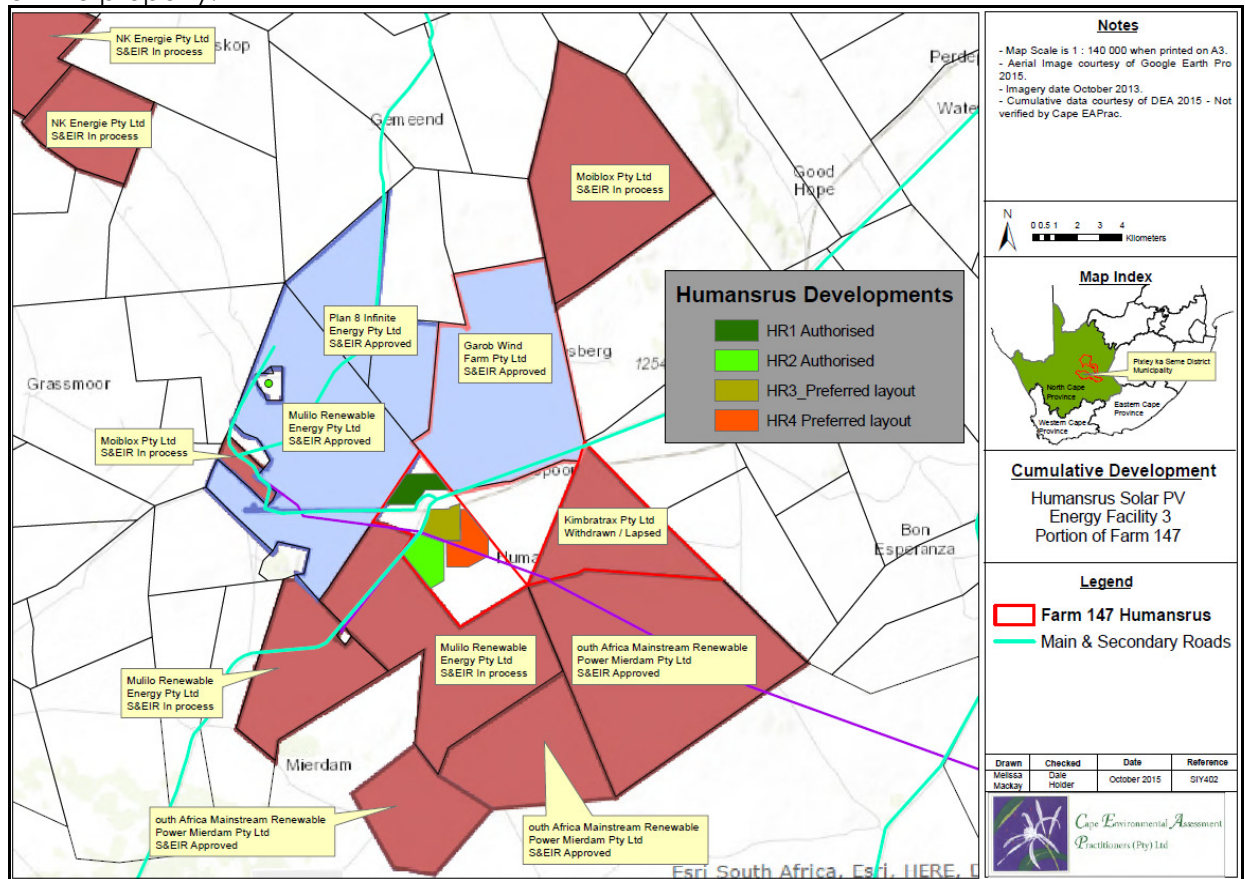 NK Energie Pty Ltd
S&EIR In process
skop
NK Energie Pty Ltd
S&EIR In process
Gemeend
Moiblox Pty Ltd
S&EIR In process
Good
Hope
Perdep
Wate
Plan 8 Infinite
Energy Pty Ltd
S&EIR Approved
Garob Wind
Farm Pty Ltd
S&EIR Approved
sberg
1254
Humansrus Developments
HR1 Authorised
HR2 Authorised
HR3_Preferred layout
HR4 Preferred layout
Grassmoor
Mulilo Renewable
Energy Pty Ltd
S&EIR Approved
Moiblox Pty Ltd
S&EIR In process
spoor
Kimbratrax Pty Ltd
Withdrawn / Lapsed
Huma
Bon
Esperanza
Mulilo Renewable
Energy Pty Ltd
S&EIR In process
outh Africa Mainstream Renewable
Power Mierdam Pty Ltd
S&EIR Approved
Mulilo Renewable
Energy Pty Ltd
S&EIR In process
Mierdam
outh Africa Mainstream Renewable
Power Mierdam Pty Ltd
S&EIR Approved
outh Africa Mainstream Renewable
Power Mierdam Pty Ltd
S&EIR Approved
Esri South Africa, Esri, HERE, D
Notes
- Map Scale is 1 : 140 000 when printed on A3.
- Aerial Image courtesy of Google Earth Pro
2015.
- Imagery date October 2013.
- Cumulative data courtesy of DEA 2015 - Not
verified by Cape EAPrac.
N
0 0.5 1 2 3 4
Kilometers
Map Index
Pixley ka Seme District
Municipality
North Cape
Province
Eastern Cape
Province
Western Cape
Province
Cumulative Development
Humansrus Solar PV
Energy Facility 3
Portion of Farm 147
Legend
Farm 147 Humansrus
Main & Secondary Roads
Drawn Checked Date Reference
Melissa
Mackay
Dale
Holder
October 2015
SIY402
Cape Environmental Assessment
Practitioners (Pty) Ltd